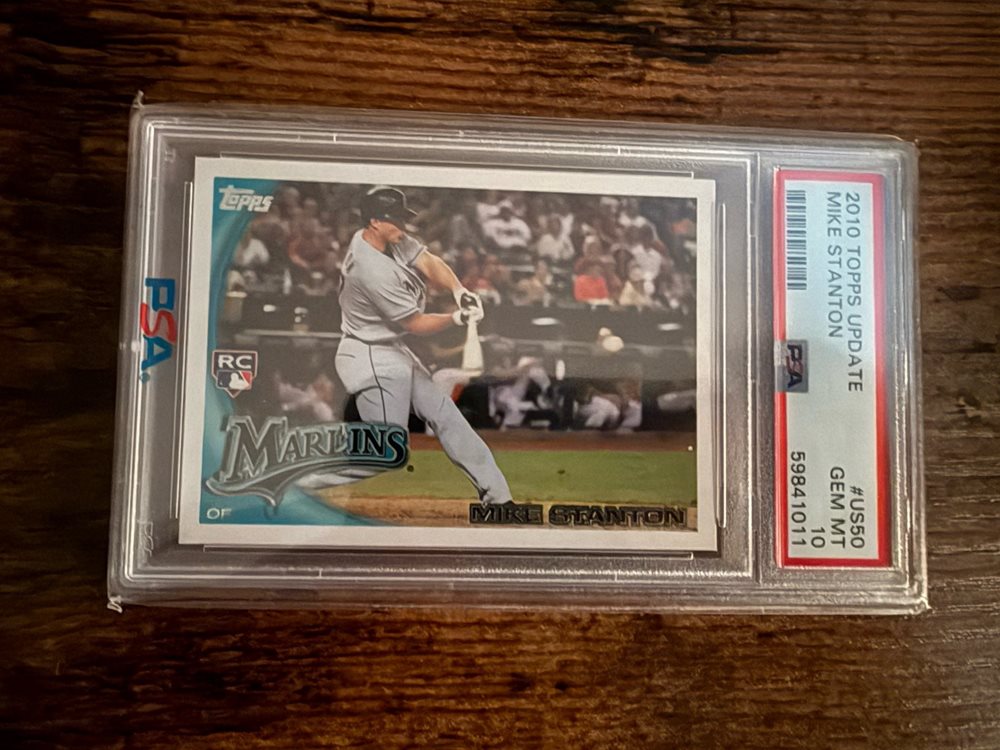 2010 TOPPS UPDATE
#US50
MIKE STANTON
GEM MT
10
PSA
59841011
PSA
TOPPS
RC
MARLINS
OF
MIKE STANTON